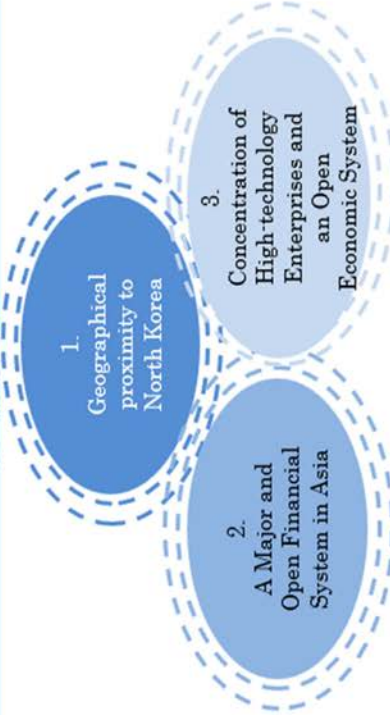 1.
Geographical
proximity to
North Korea
2.
A Major and
Open Financial
System in Asia
3.
Concentration of
High-technology
Enterprises and
an Open
Economic System